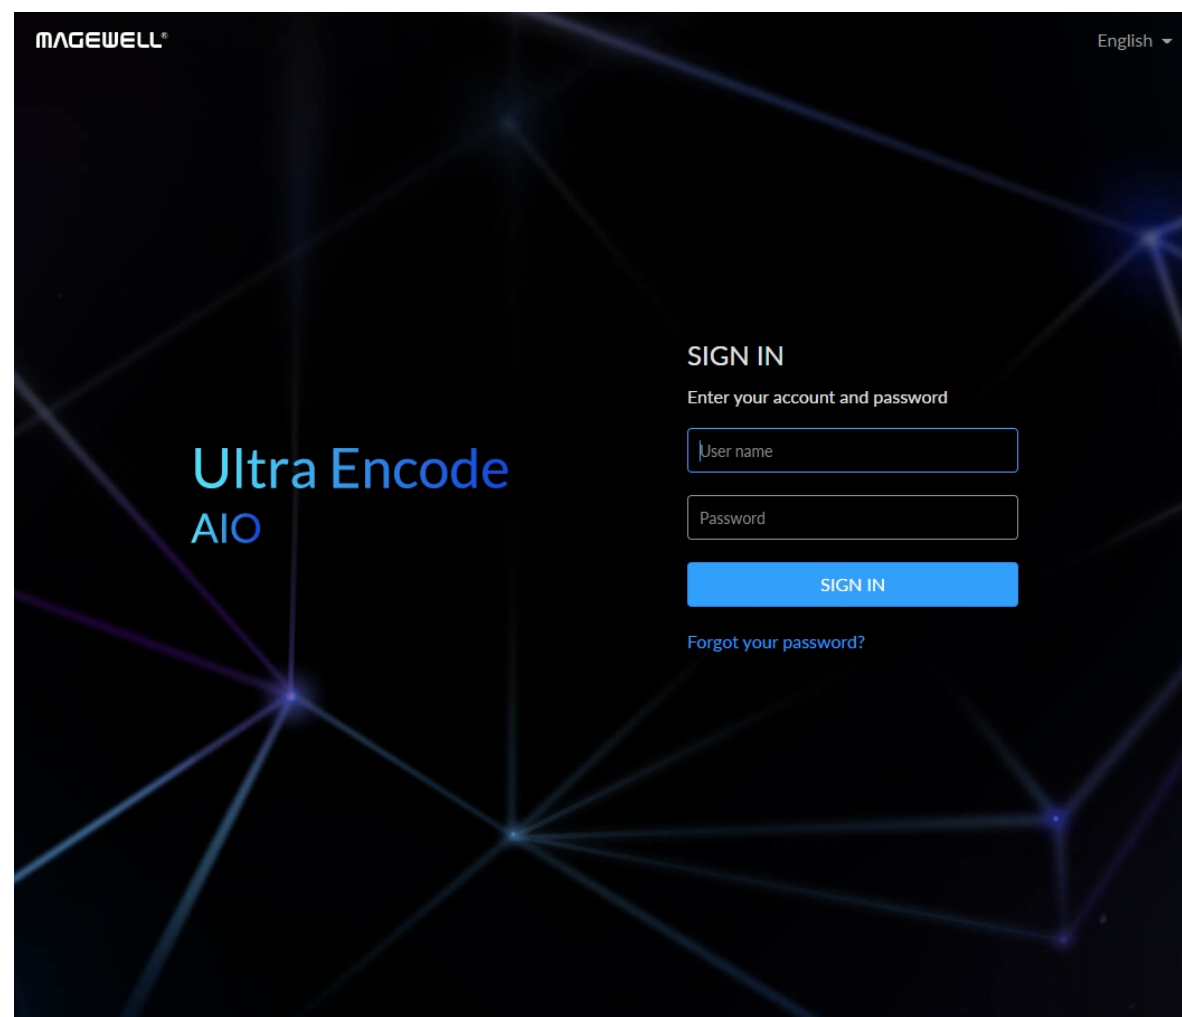 MAGEWELL®
English
SIGN IN
Enter your account and password
User name
Ultra Encode
AIO
Password
SIGN IN
Forgot your password?